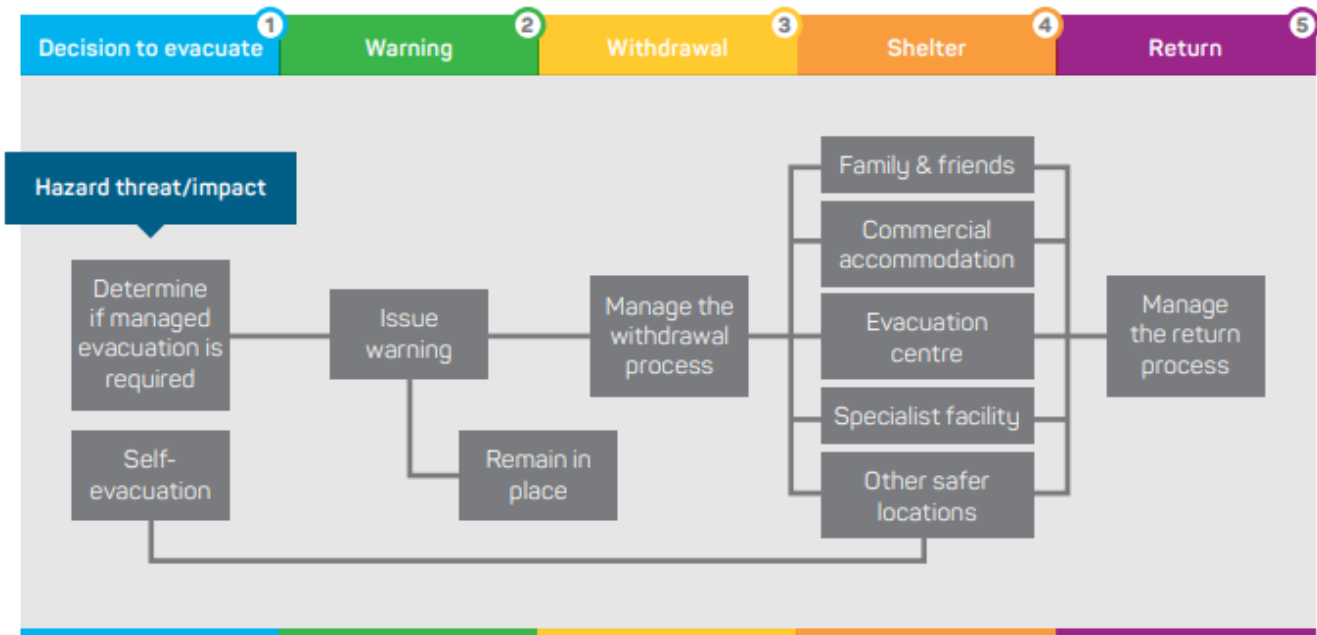 1
2
3
4
5
Decision to evacuate
Warning
Withdrawal
Shelter
Return
Hazard threat/impact
Determine
if managed
evacuation is
required
Self-
evacuation
Issue
warning
Remain in
place
Manage the
withdrawal
process
Family & friends
Commercial
accommodation
Evacuation
centre
Specialist facility
Other safer
locations
Manage
the return
process